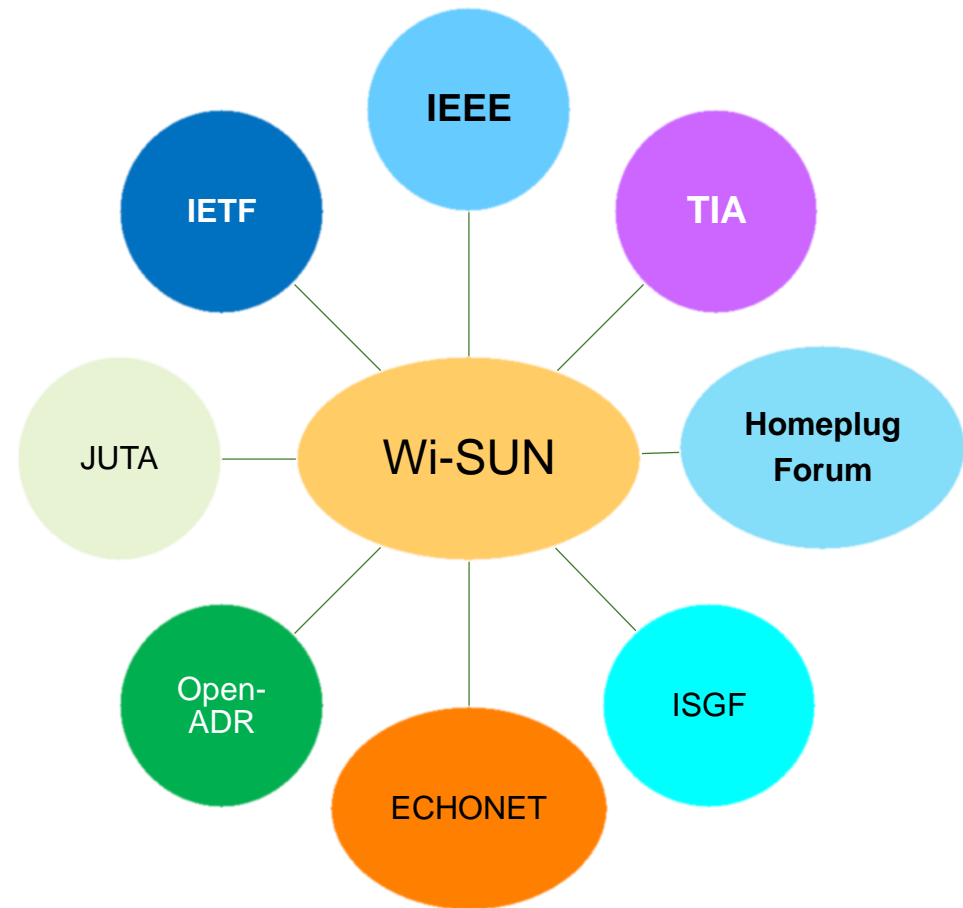 IEEE
IETF
TIA
JUTA
Wi-SUN
Homeplug
Forum
Open-
ADR
ISGF
ECHONET